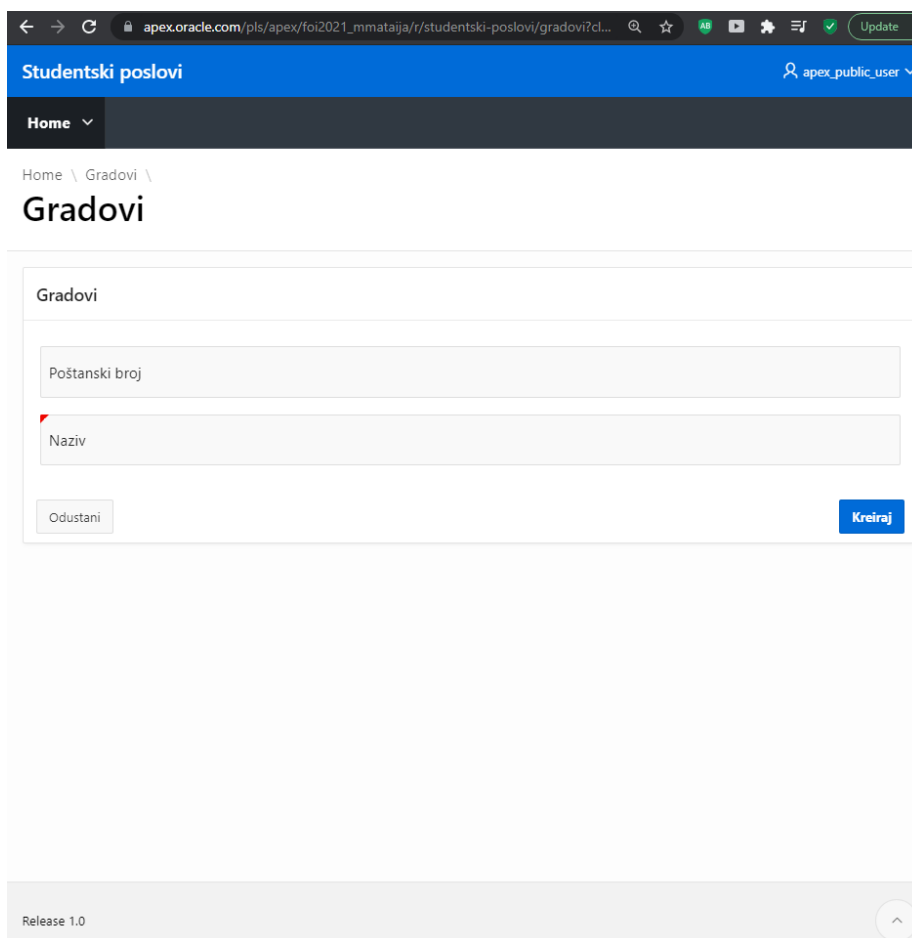 apex.oracle.com/pls/apex/foi2021_mmataija/r/studentski-poslovi/gradovi?cl...
AB
Update
Studentski poslovi
apex_public_user
Home
Home \ Gradovi \
Gradovi
Gradovi
Poštanski broj
Naziv
Odustani
Kreiraj
Release 1.0